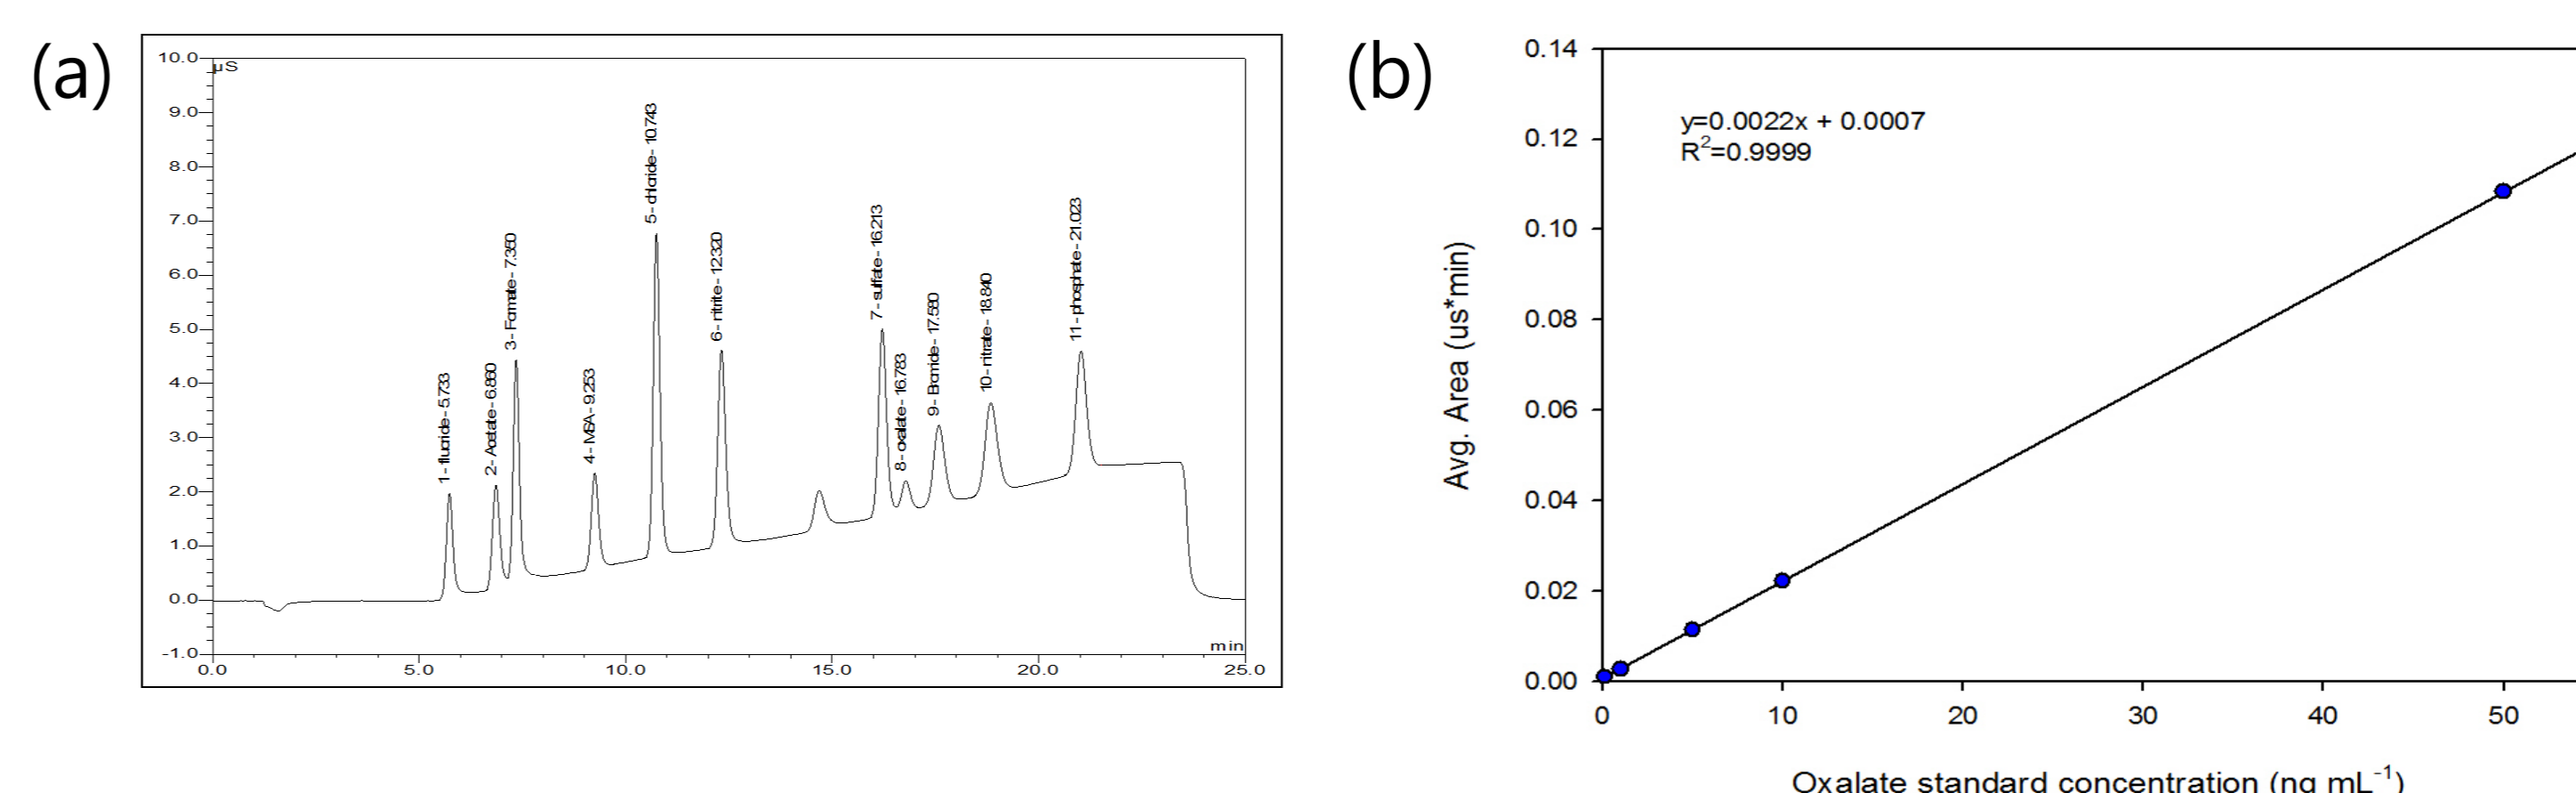 (a)
10.0
µS
9.0
8.0
7.0
6.0
5.0
4.0
3.0
2.0
1.0
0.0
-1.0
1 - fluoride - 5.733
2 - Acetate - 6.860
3 - Formate - 7.350
4 - MSA - 9.253
5 - chloride - 10.743
6 - nitrite - 12.320
7 - sulfate - 16.213
8 - oxalate - 16.783
9 - Bromide - 17.580
10 - nitrate - 18.840
11 - phosphate - 21.023
min
0.0 5.0 10.0 15.0 20.0 25.0
(b)
y=0.0022x + 0.0007
R²=0.9999
Avg. Area (us*min)
0.14
0.12
0.10
0.08
0.06
0.04
0.02
0.00
0 10 20 30 40 50
Oxalate standard concentration (ng mL⁻¹)